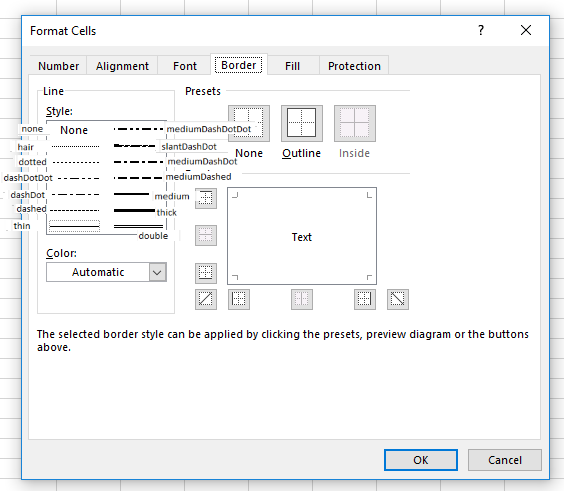 Format Cells
?
Number Alignment Font Border Fill Protection
Line
Presets
Style:
none None mediumDashDotDot
hair slantDashDot
dotted mediumDashDot
dashDotDot mediumDashed
dashDot medium
dashed thick
thin double
None Outline Inside
Text
Color:
Automatic
The selected border style can be applied by clicking the presets, preview diagram or the buttons
above.
OK Cancel